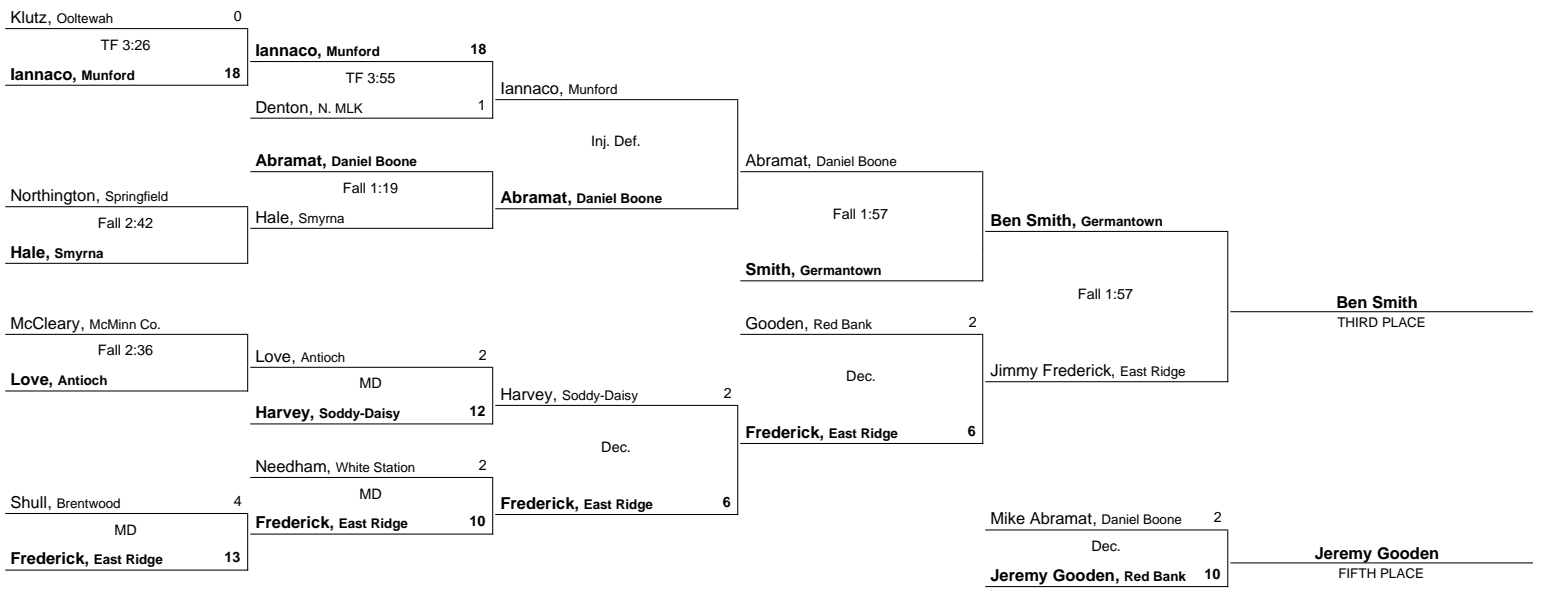 Klutz, Ooltewah 0
TF 3:26
Iannaco, Munford 18
Northington, Springfield
Fall 2:42
Hale, Smyrna
McCleary, McMinn Co.
Fall 2:36
Love, Antioch
Shull, Brentwood 4
MD
Frederick, East Ridge 13
Iannaco, Munford 18
TF 3:55
Denton, N. MLK 1
Abramat, Daniel Boone
Fall 1:19
Hale, Smyrna
Love, Antioch 2
MD
Harvey, Soddy-Daisy 12
Needham, White Station 2
MD
Frederick, East Ridge 10
Iannaco, Munford
Inj. Def.
Abramat, Daniel Boone
Harvey, Soddy-Daisy 2
Dec.
Frederick, East Ridge 6
Abramat, Daniel Boone
Fall 1:57
Smith, Germantown
Gooden, Red Bank 2
Dec.
Frederick, East Ridge 6
Ben Smith, Germantown
Fall 1:57
Jimmy Frederick, East Ridge
Mike Abramat, Daniel Boone 2
Dec.
Jeremy Gooden, Red Bank 10
Ben Smith
THIRD PLACE
Jeremy Gooden
FIFTH PLACE